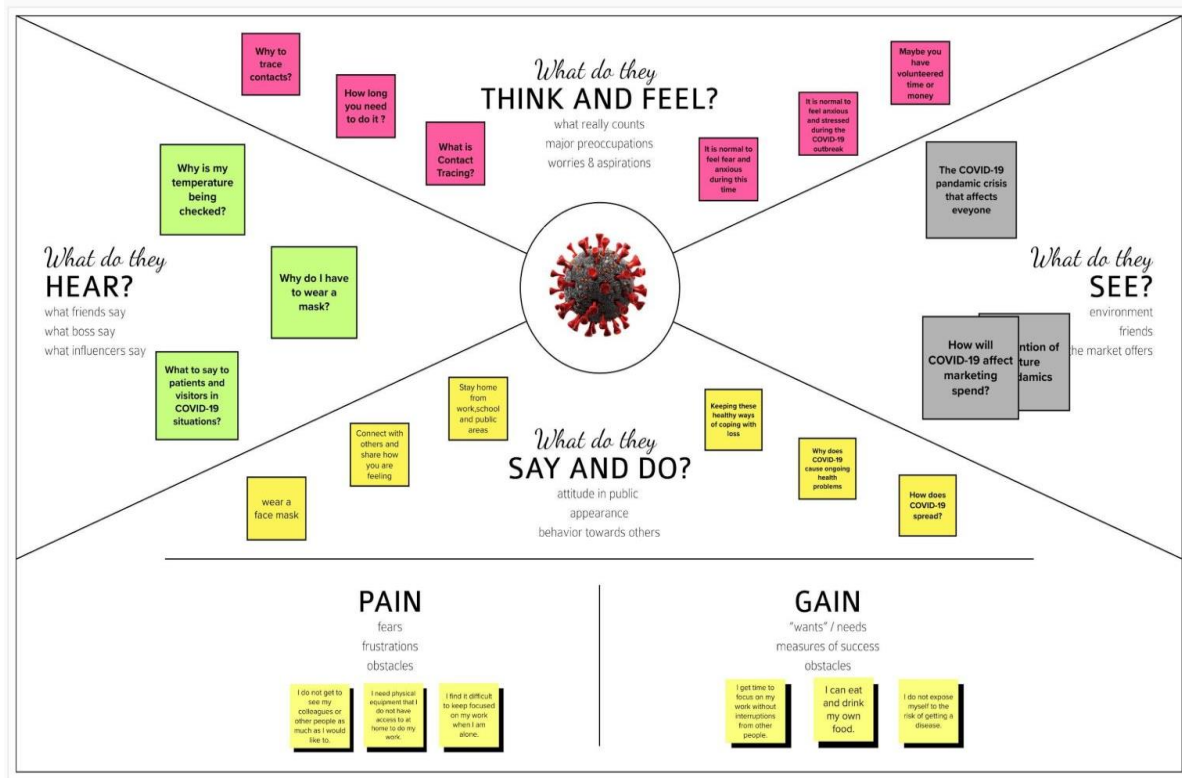 What do they
THINK AND FEEL?
what really counts
major preoccupations
worries & aspirations
Why to
trace
contacts?
How long
you need
to do it ?
What is
Contact
Tracing?
It is normal to
feel fear and
anxious
during this
time
It is normal to
feel anxious
and stressed
during the
COVID-19
outbreak
Maybe you
have
volunteered
time or
money
What do they
HEAR?
what friends say
what boss say
what influencers say
Why is my
temperature
being
checked?
Why do I have
to wear a
mask?
What to say to
patients and
visitors in
COVID-19
situations?
What do they
SEE?
environment
friends
he market offers
The COVID-19
pandamic crisis
that affects
eveyone
How will
COVID-19 affect
marketing
spend?
What do they
SAY AND DO?
attitude in public
appearance
behavior towards others
wear a
face mask
Connect with
others and
share how
you are
feeling
Stay home
from
work,school
and public
areas
Keeping these
healthy ways
of coping with
loss
Why does
COVID-19
cause ongoing
health
problems
How does
COVID-19
spread?
PAIN
fears
frustrations
obstacles
I do not get to
see my
colleagues or
other people as
much as I would
like to.
I need physical
equipment that I
do not have
access to at
home to do my
work.
I find it difficult
to keep focused
on my work
when I am
alone.
GAIN
"wants" / needs
measures of success
obstacles
I get time to
focus on my
work without
interruptions
from other
people.
I can eat
and drink
my own
food.
I do not expose
myself to the
risk of getting a
disease.